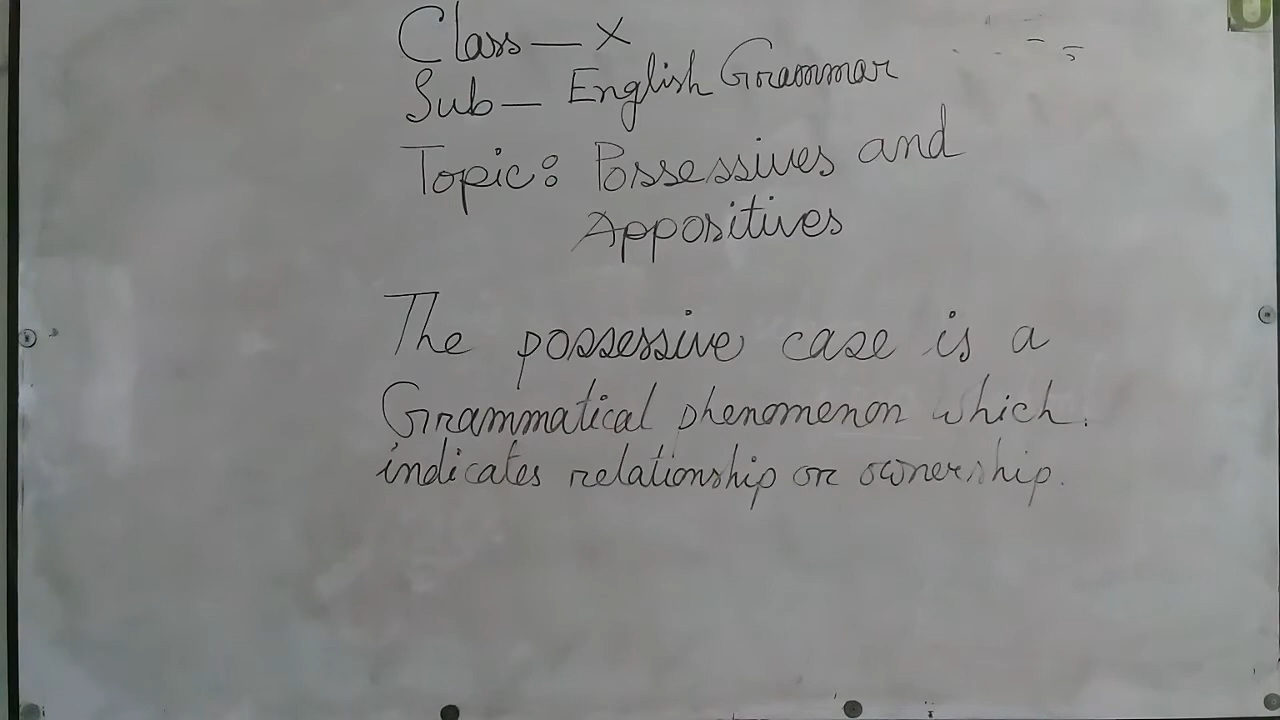 Class — X
Sub — English Grammar
Topic: Possessives and
Appositives
The possessive case is a
Grammatical phenomenon which.
indicates relationship or ownership.